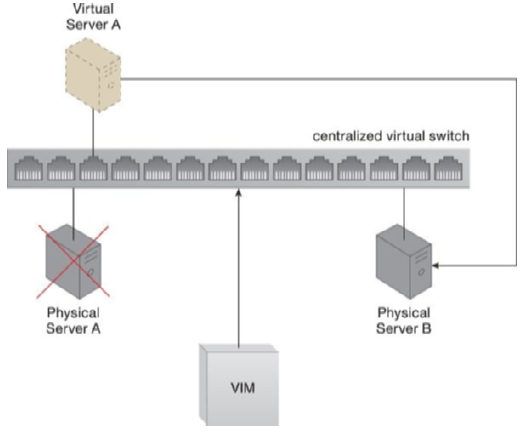 Virtual
Server A
centralized virtual switch
Physical
Server A
Physical
Server B
VIM